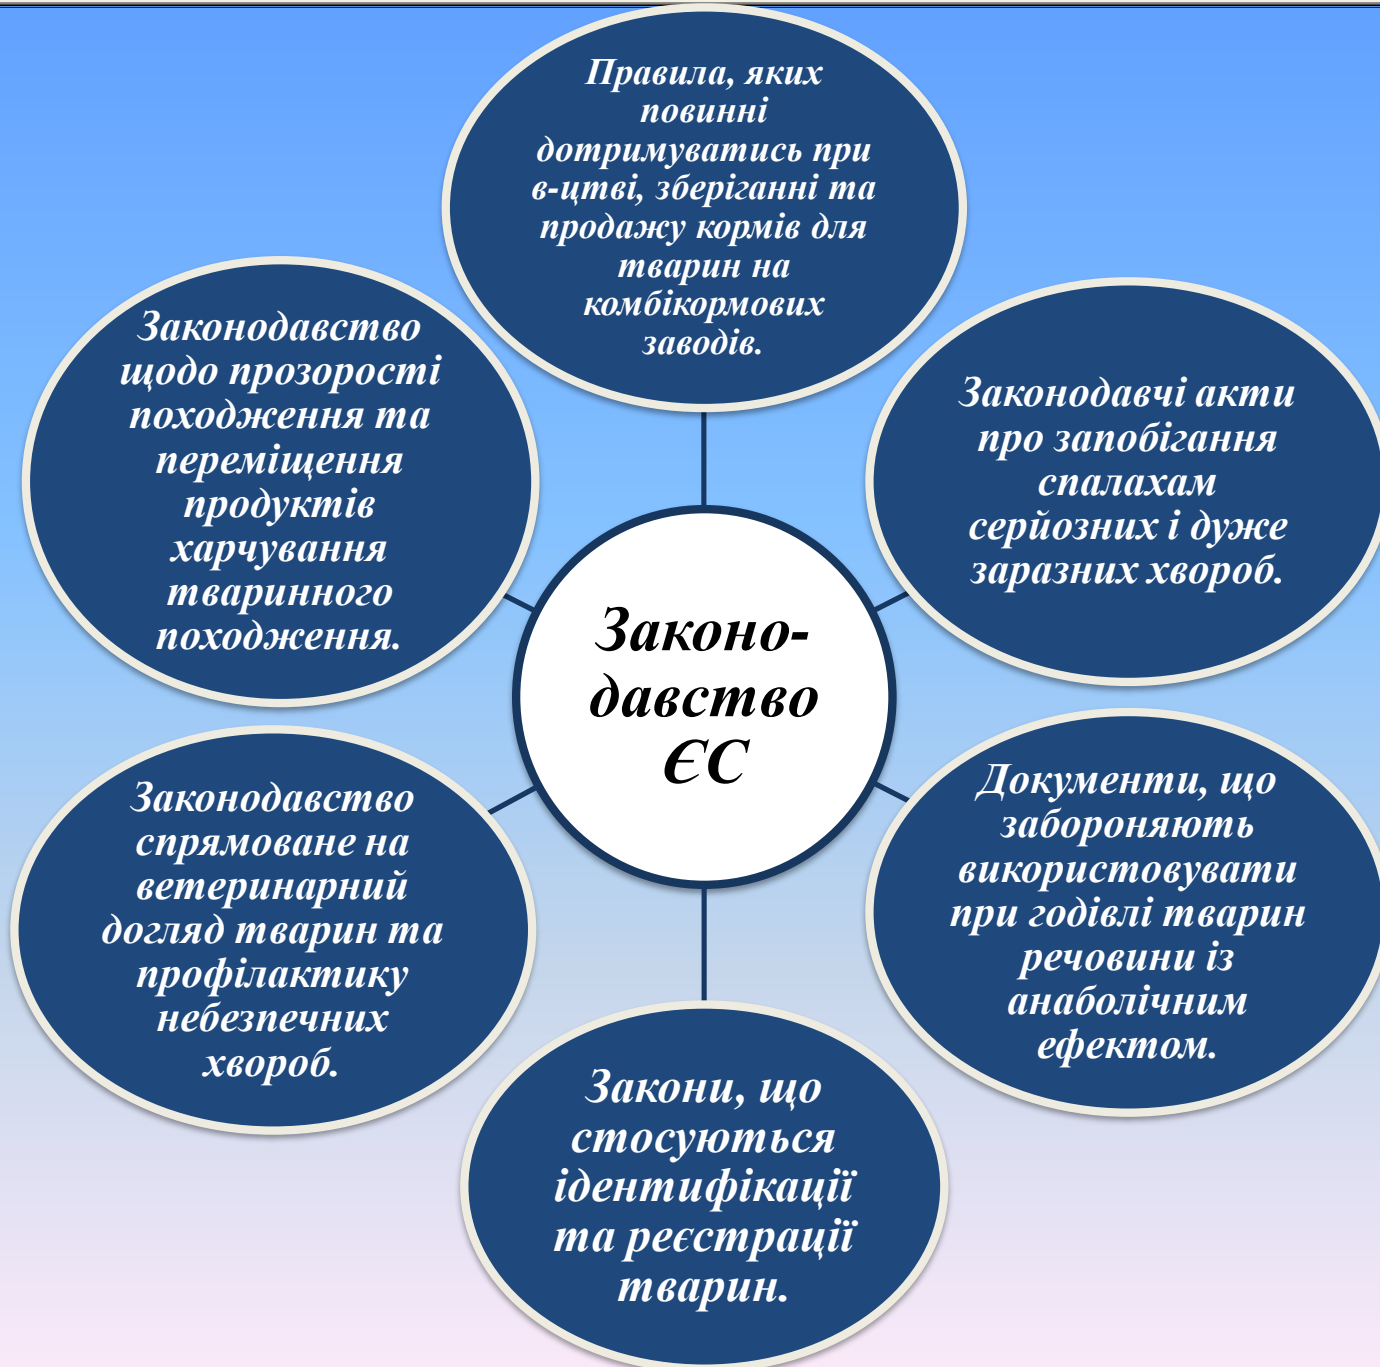 Правила, яких
повинні
дотримуватись при
в-цтві, зберіганні та
продажу кормів для
тварин на
комбікормових
заводів.
Законодавчі акти
про запобігання
спалахам
серйозних і дуже
заразних хвороб.
Документи, що
забороняють
використовувати
при годівлі тварин
речовини із
анаболічним
ефектом.
Закони, що
стосуються
ідентифікації
та реєстрації
тварин.
Законодавство
спрямоване на
ветеринарний
догляд тварин та
профілактику
небезпечних
хвороб.
Законодавство
щодо прозорості
походження та
переміщення
продуктів
харчування
тваринного
походження.
Законо-
давство
ЄС